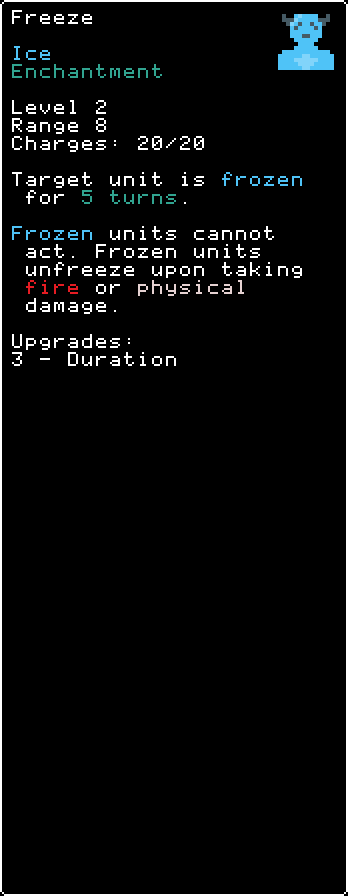 Freeze
Ice
Enchantment
Level 2
Range 8
Charges: 20/20
Target unit is frozen
for 5 turns.
Frozen units cannot
act. Frozen units
unfreeze upon taking
fire or physical
damage.
Upgrades:
3 - Duration